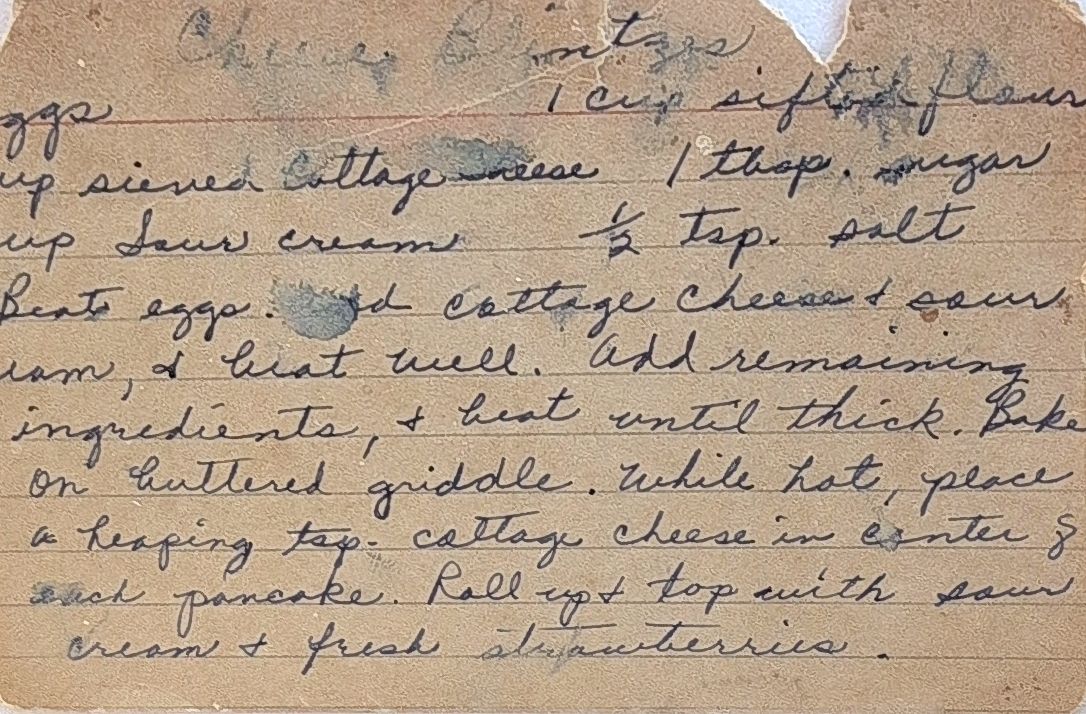 Cheese Blintzes
ggs 1 cup sifted flour
up sieved cottage cheese 1 tbsp. sugar
up Sour cream 1/2 tsp. salt
Beat eggs. Add cottage cheese & sour
eam, & beat well. Add remaining
ingredients, & beat until thick. Bake
on buttered griddle. While hot, place
a heaping tsp. cottage cheese in center of
each pancake. Roll up & top with sour
cream & fresh strawberries.